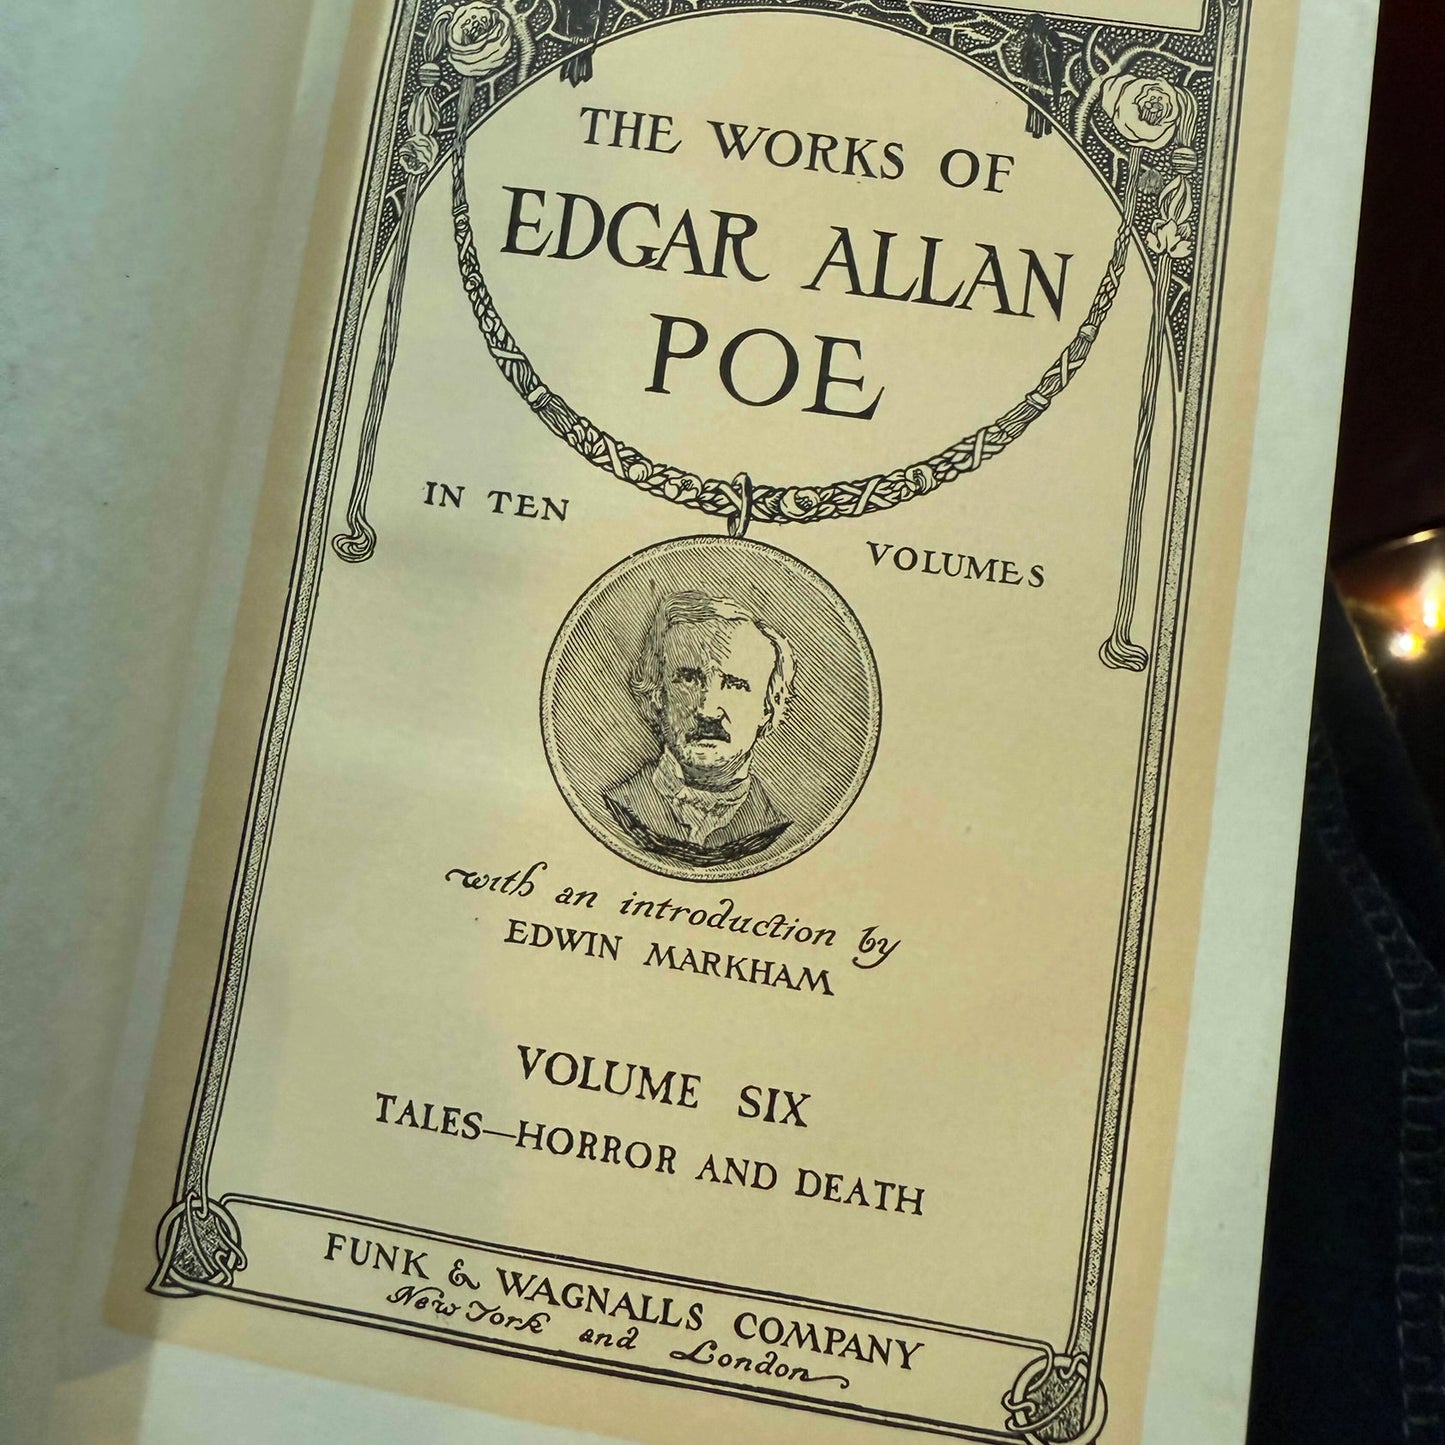 THE WORKS OF
EDGAR ALLAN
POE
IN TEN VOLUMES
with an introduction by
EDWIN MARKHAM
VOLUME SIX
TALES—HORROR AND DEATH
FUNK & WAGNALLS COMPANY
New York and London